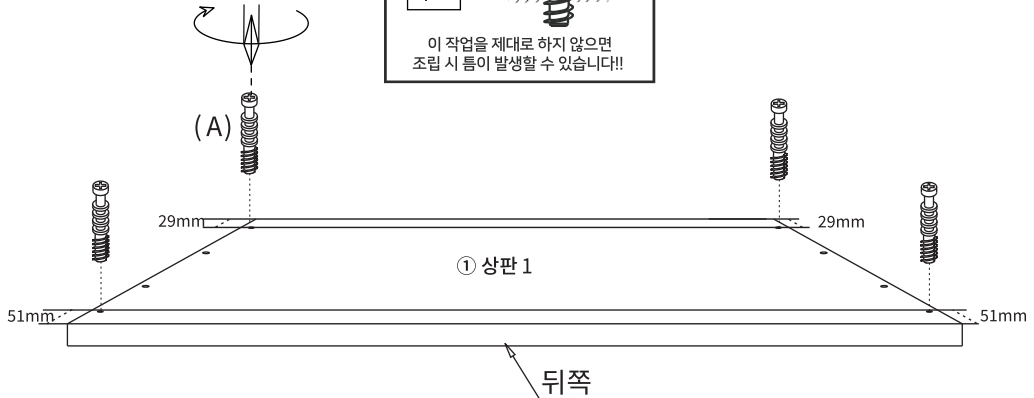 이 작업을 제대로 하지 않으면
조립 시 틈이 발생할 수 있습니다!!
(A)
29mm
29mm
① 상판 1
51mm
51mm
뒤쪽